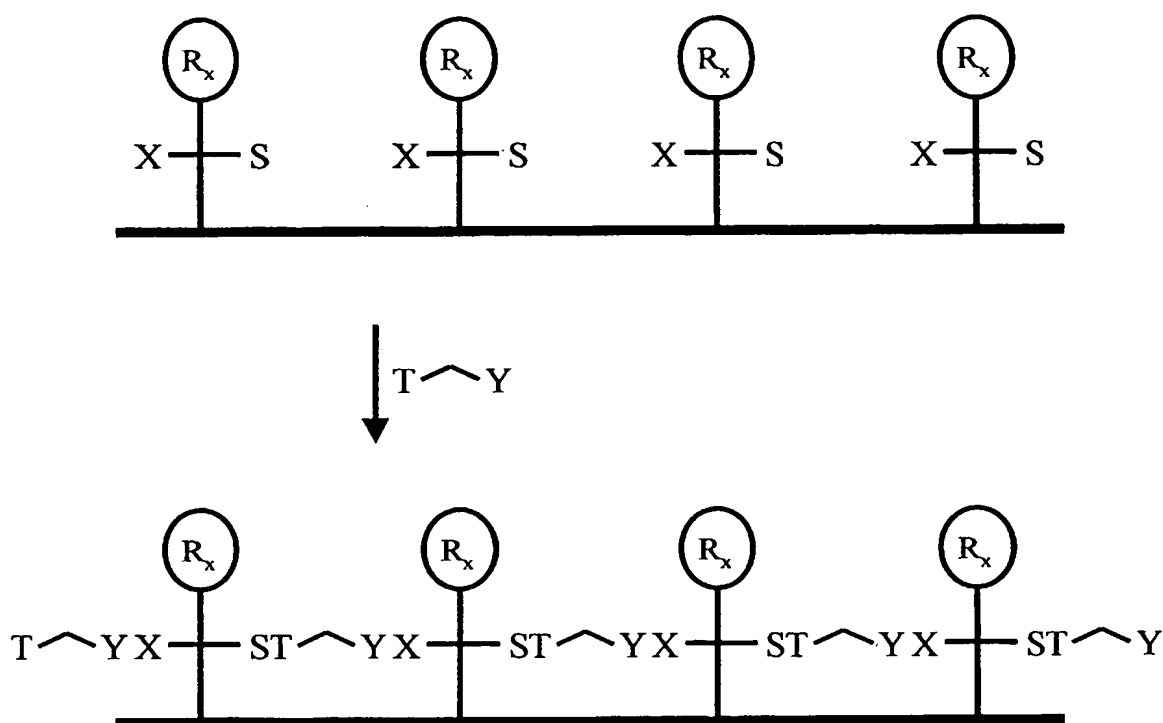 Rx Rx Rx Rx
X S X S X S X S
T Y
Rx Rx Rx Rx
T YX ST YX ST YX ST YX ST Y